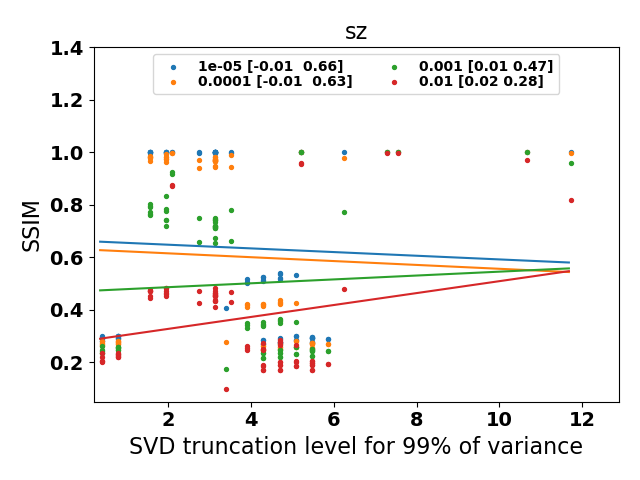 sz
1e-05 [-0.01  0.66]
0.0001 [-0.01  0.63]
0.001 [0.01 0.47]
0.01 [0.02 0.28]
1.4
1.2
1.0
0.8
0.6
0.4
0.2
SSIM
2 4 6 8 10 12
SVD truncation level for 99% of variance